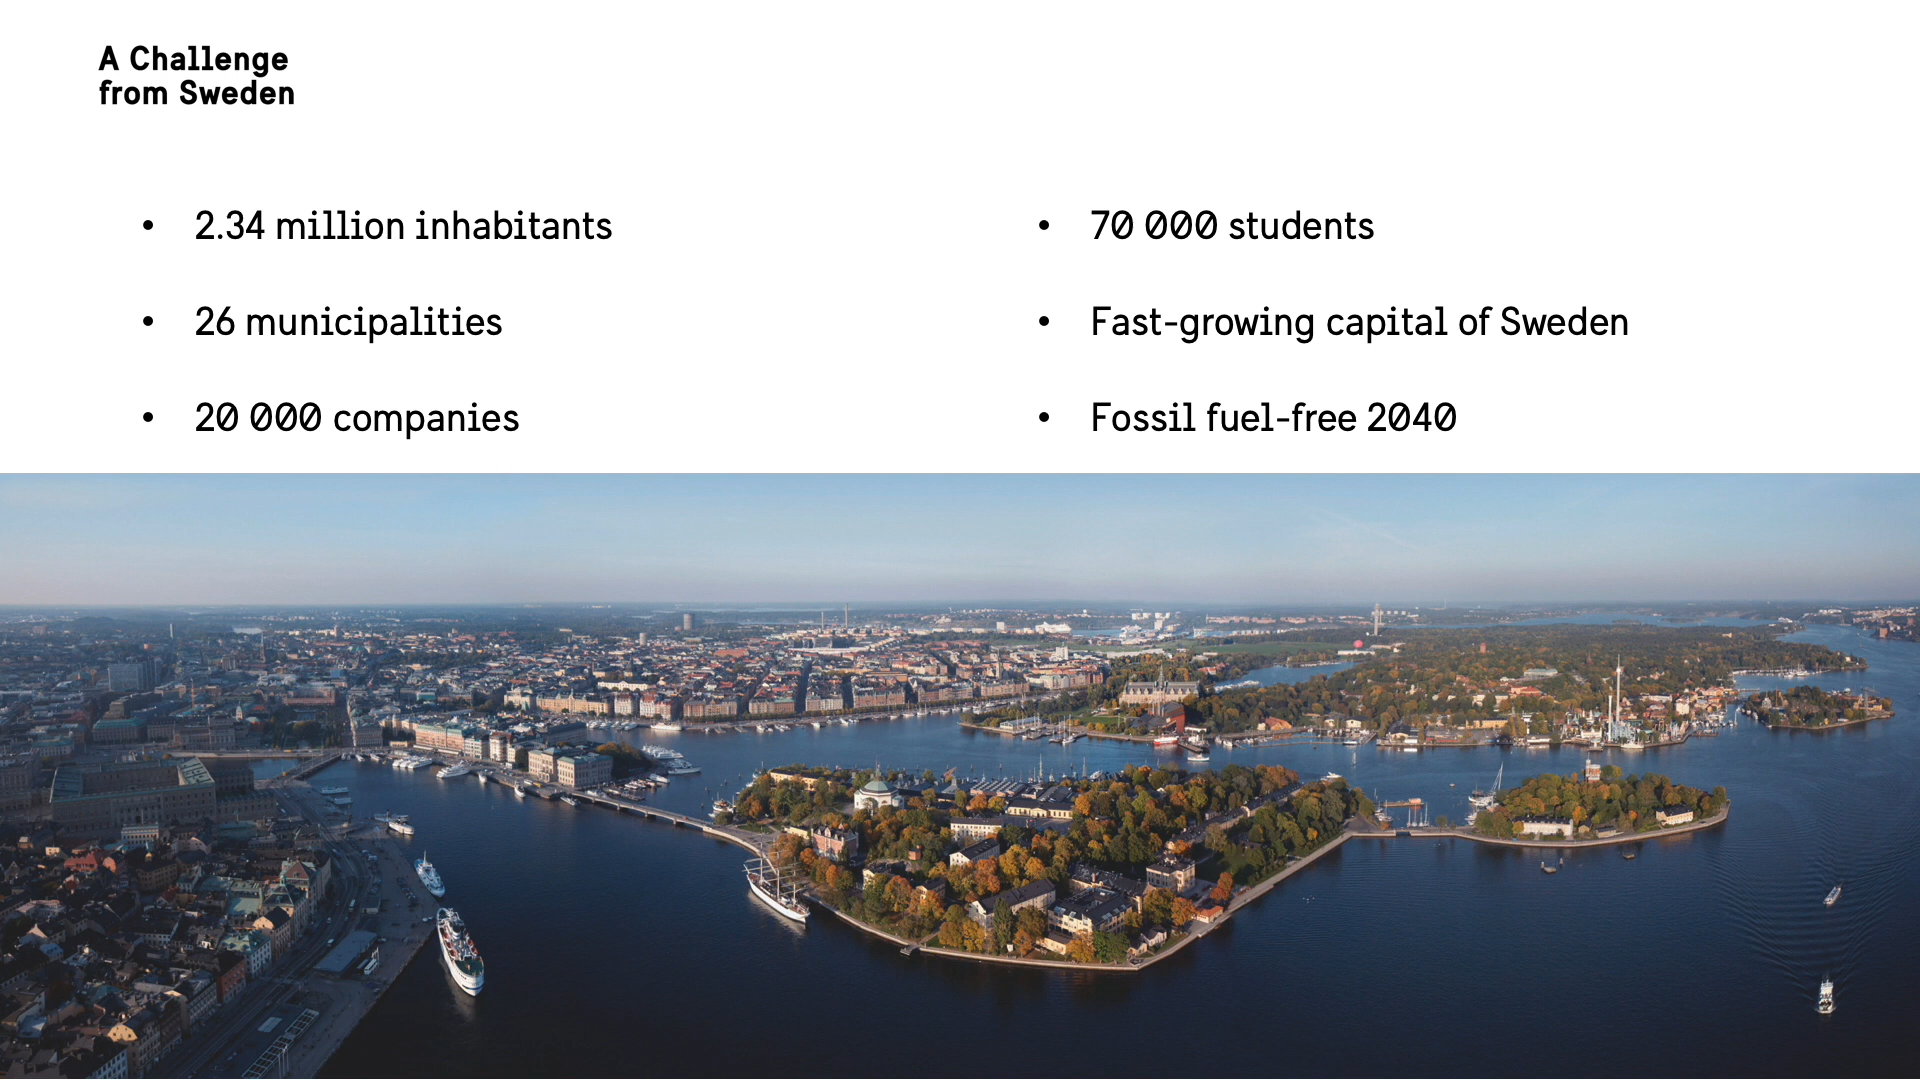 A Challenge
from Sweden
• 2.34 million inhabitants
• 26 municipalities
• 20 000 companies
• 70 000 students
• Fast-growing capital of Sweden
• Fossil fuel-free 2040